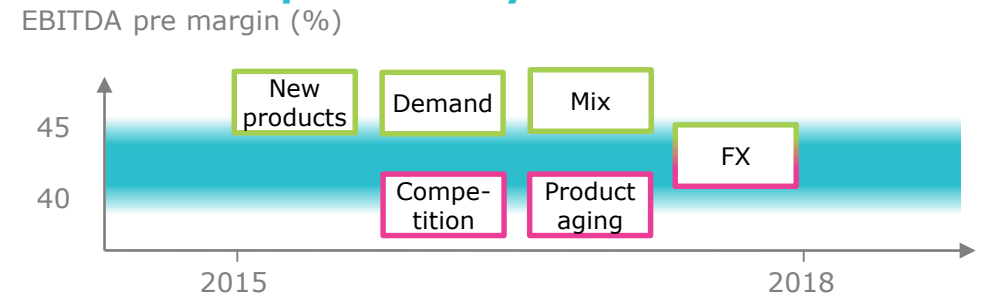 EBITDA pre margin (%)
New
products
Demand
Mix
45
FX
40
Compe-
tition
Product
aging
2015
2018